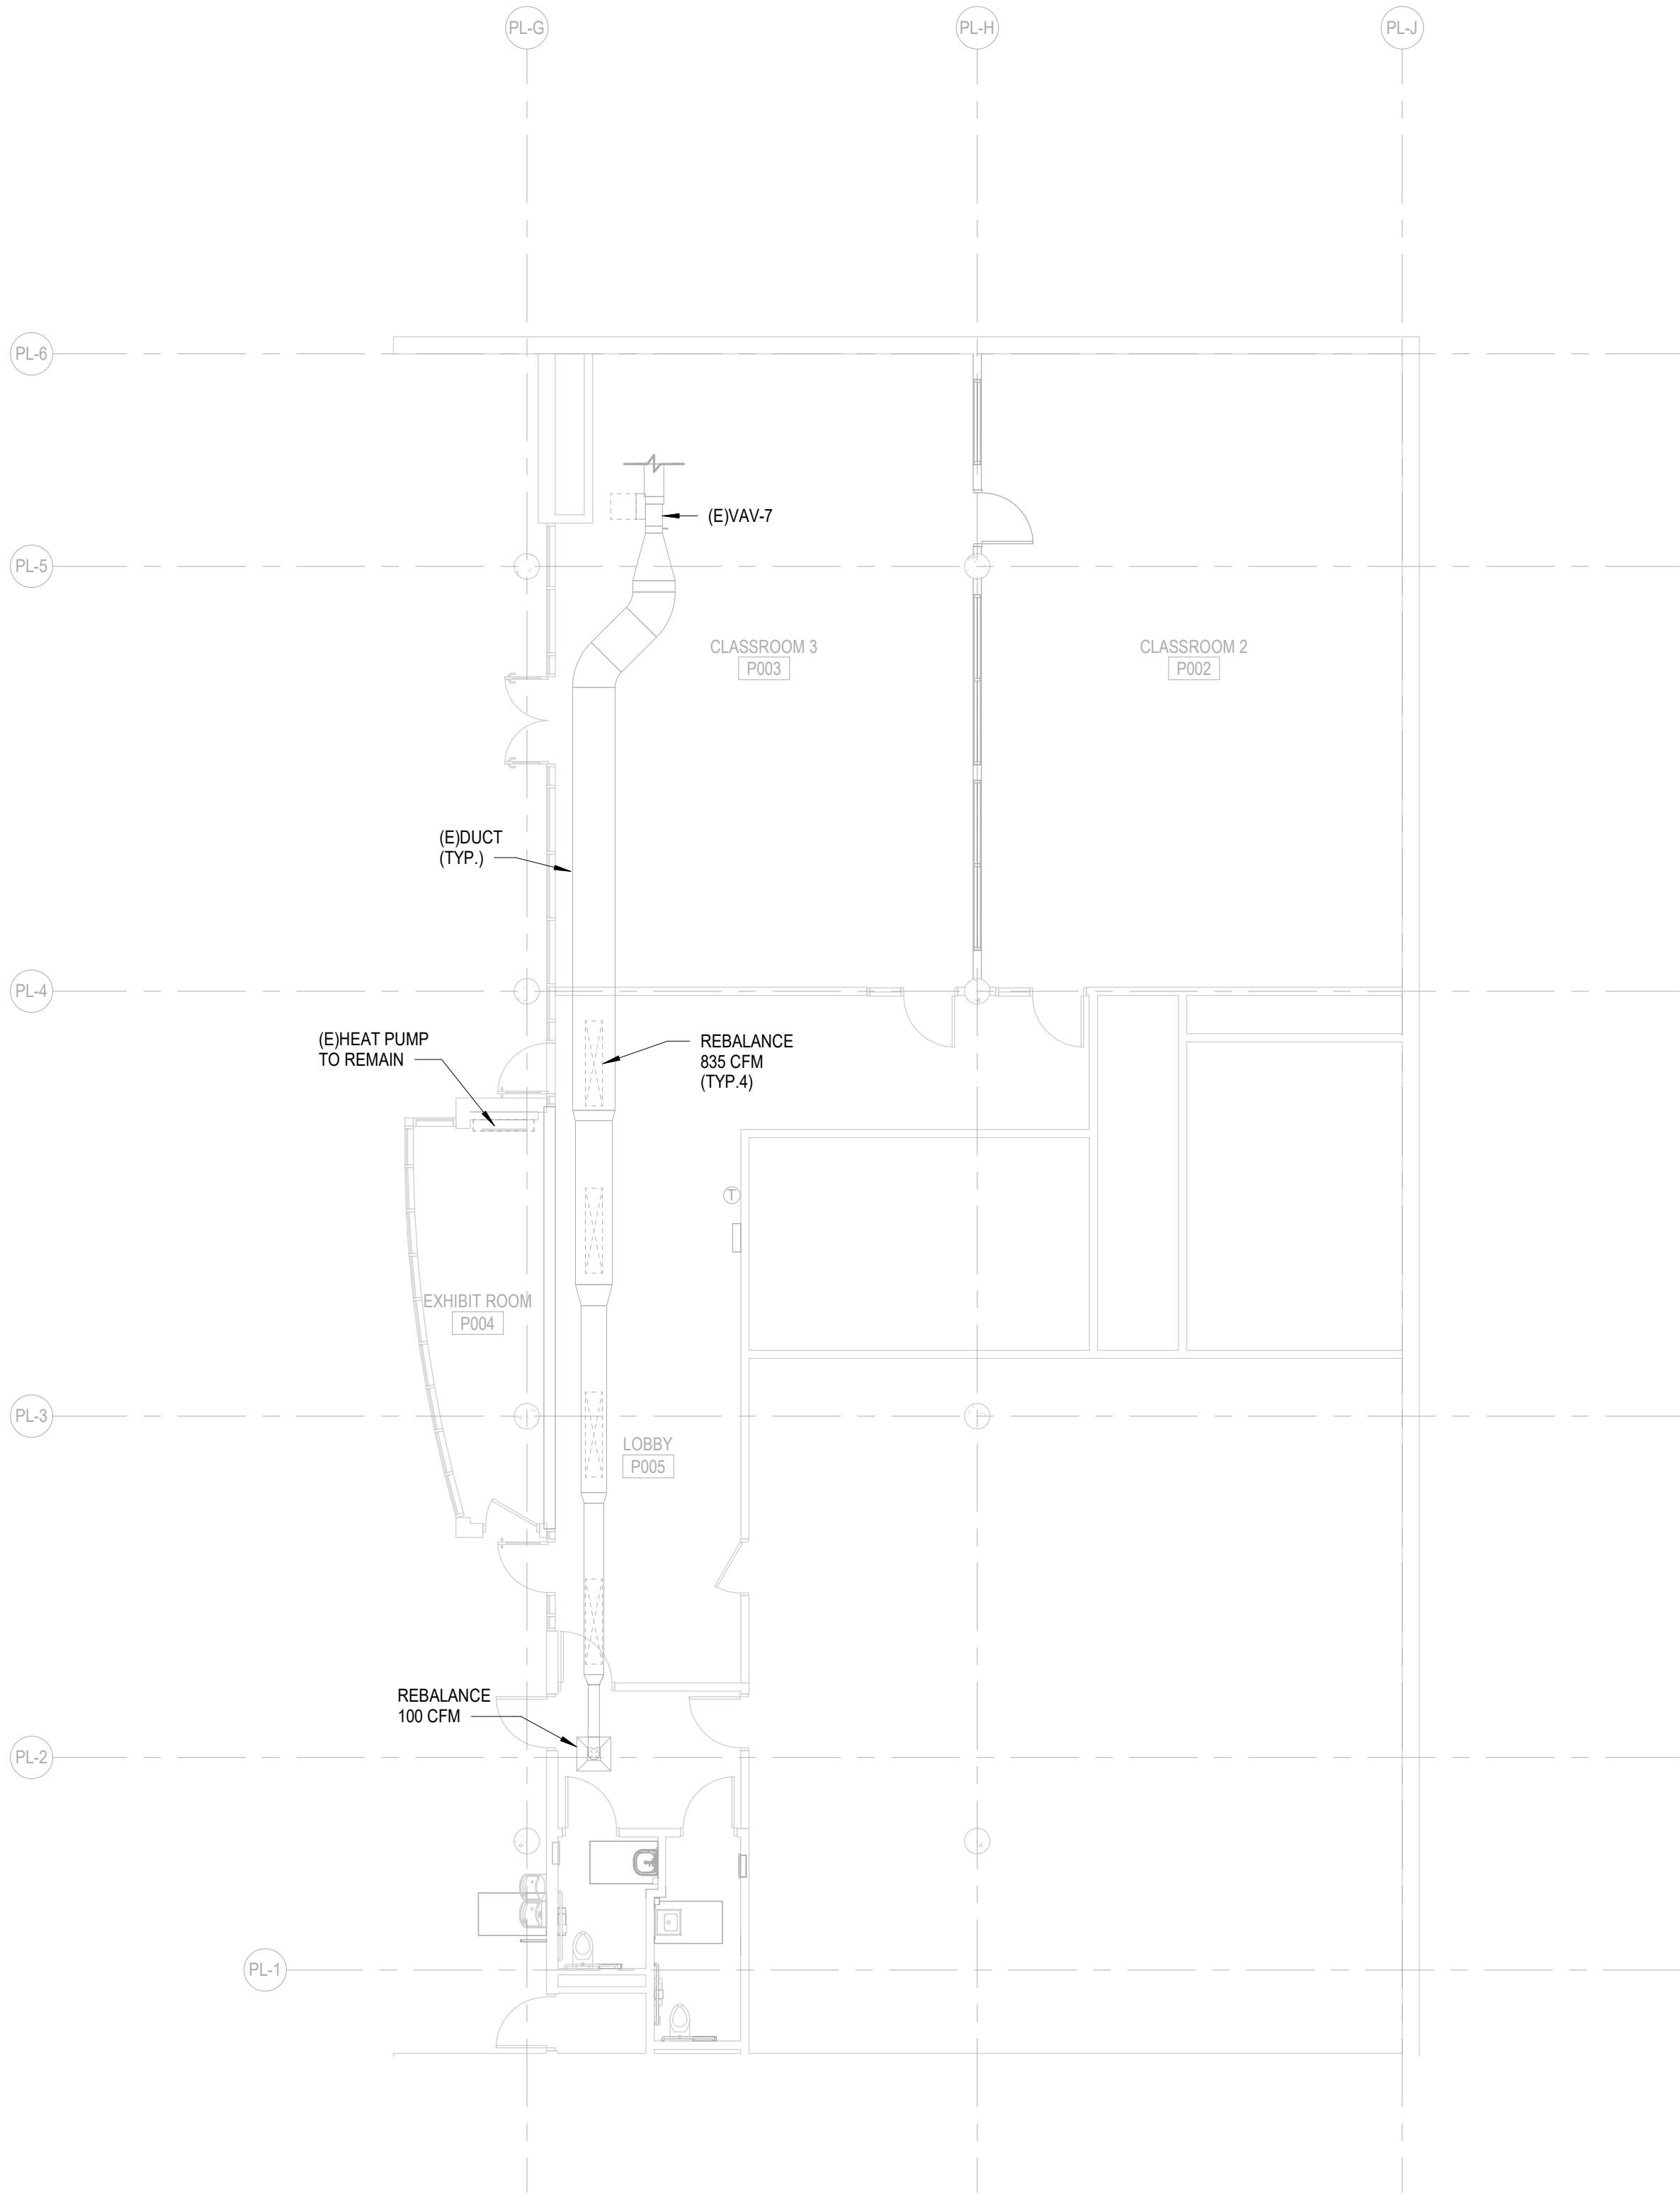 PL-G
PL-H
PL-J
PL-6
(E)VAV-7
PL-5
CLASSROOM 3
P003
CLASSROOM 2
P002
(E)DUCT
(TYP.)
PL-4
(E)HEAT PUMP
TO REMAIN
REBALANCE
835 CFM
(TYP.4)
T
EXHIBIT ROOM
P004
PL-3
LOBBY
P005
REBALANCE
100 CFM
PL-2
PL-1